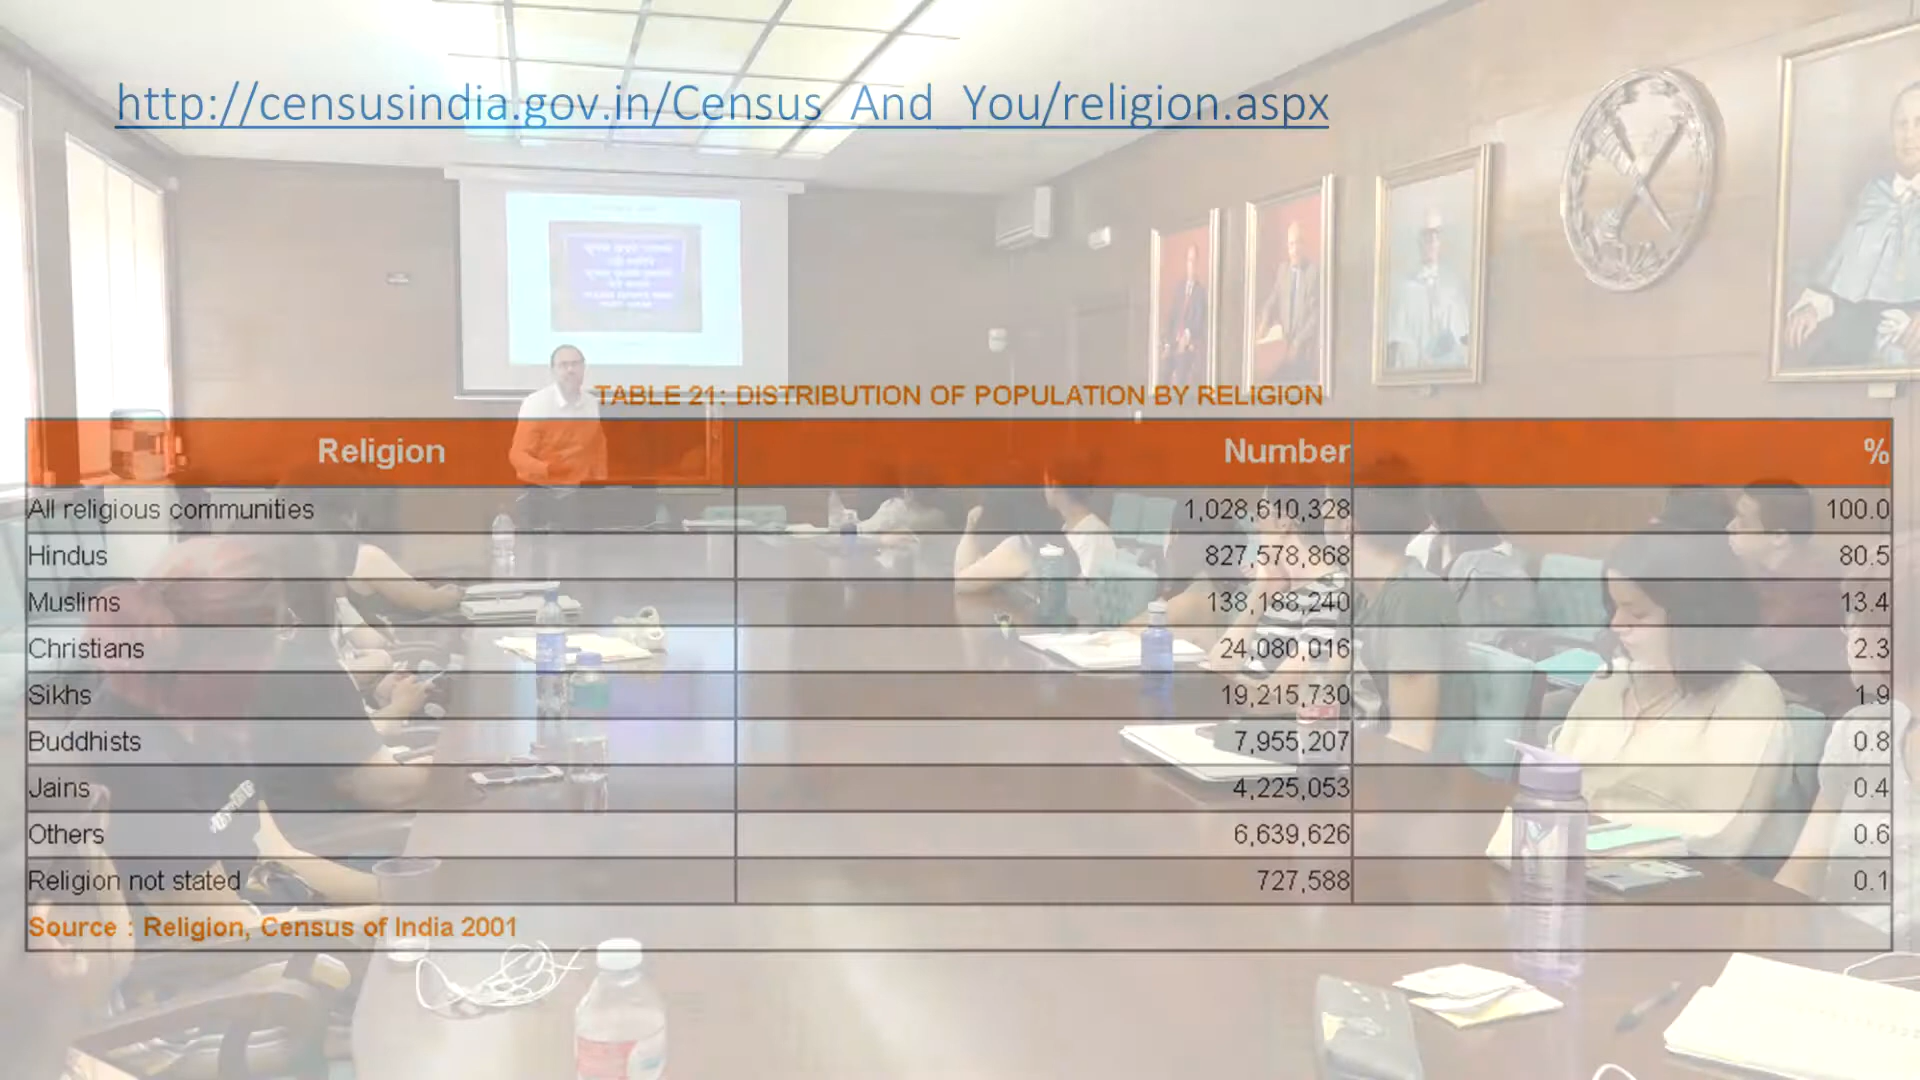 http://censusindia.gov.in/Census_And_You/religion.aspx
TABLE 21: DISTRIBUTION OF POPULATION BY RELIGION
Religion Number %
All religious communities 1,028,610,328 100.0
Hindus 827,578,868 80.5
Muslims 138,188,240 13.4
Christians 24,080,016 2.3
Sikhs 19,215,730 1.9
Buddhists 7,955,207 0.8
Jains 4,225,053 0.4
Others 6,639,626 0.6
Religion not stated 727,588 0.1
Source : Religion, Census of India 2001